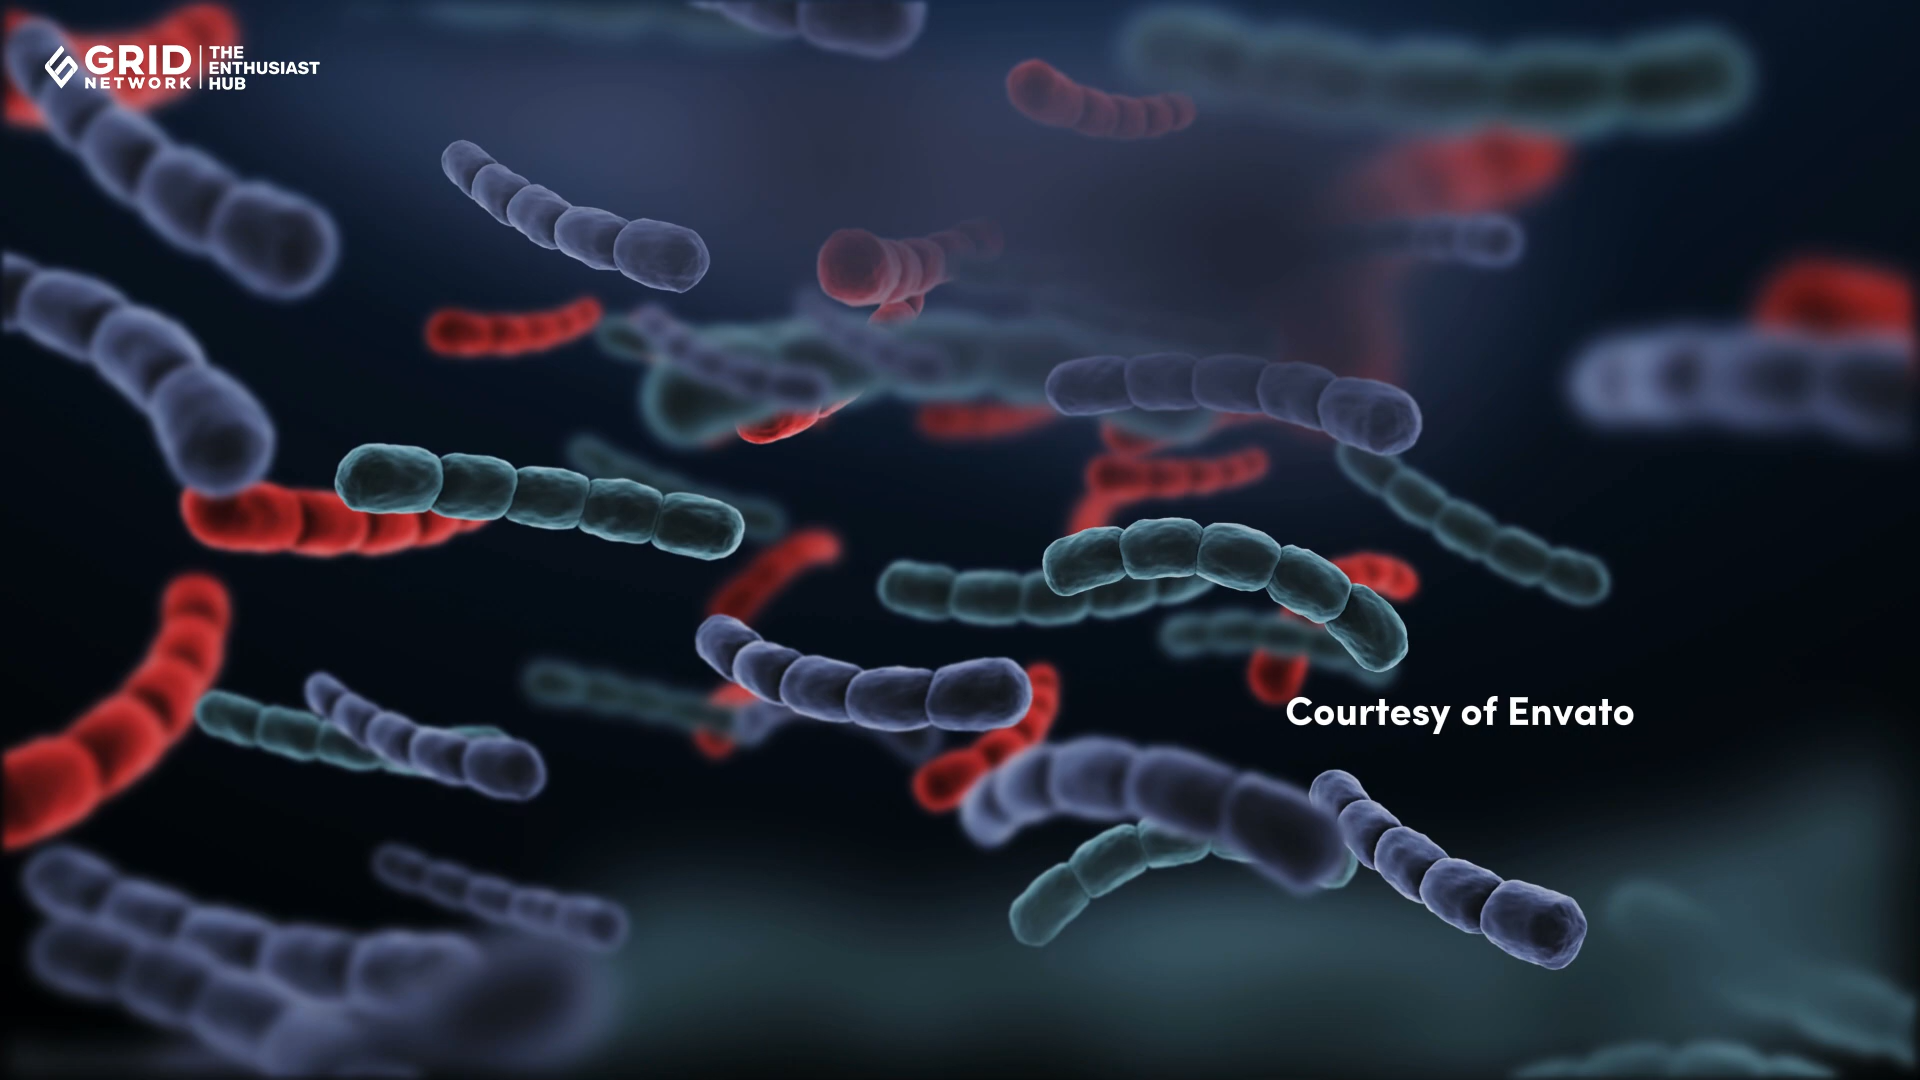 GRID
NETWORK
THE
ENTHUSIAST
HUB
Courtesy of Envato